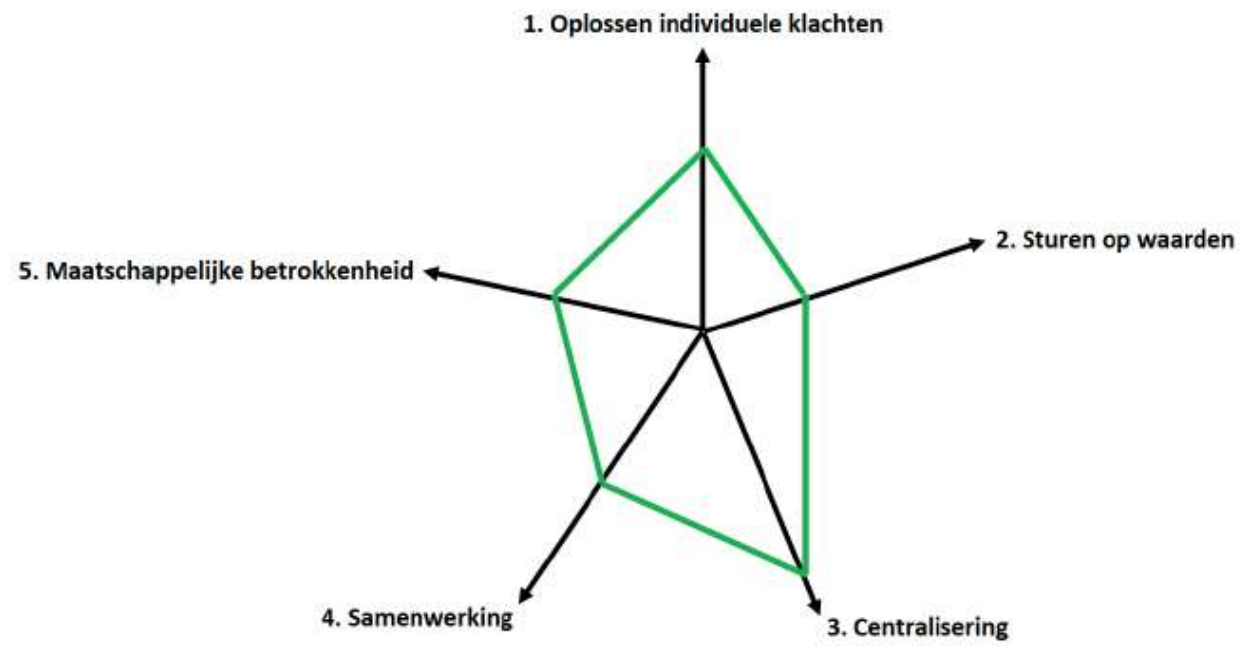 1. Oplossen individuele klachten
2. Sturen op waarden
5. Maatschappelijke betrokkenheid
4. Samenwerking
3. Centralisering